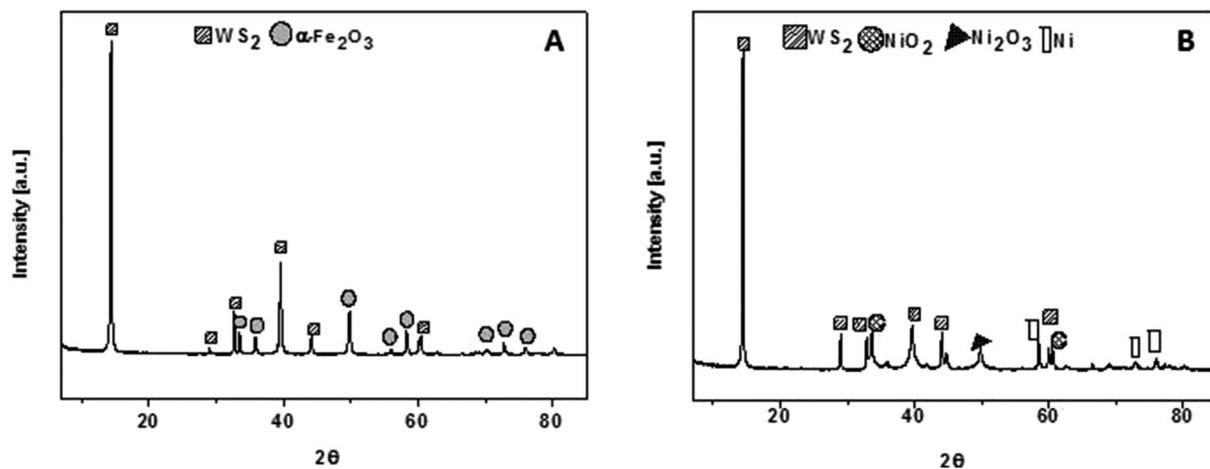 WS2 α-Fe2O3 A
Intensity [a.u.]
20 40 60 80
2θ
WS2 NiO2 Ni2O3 Ni B
Intensity [a.u.]
20 40 60 80
2θ